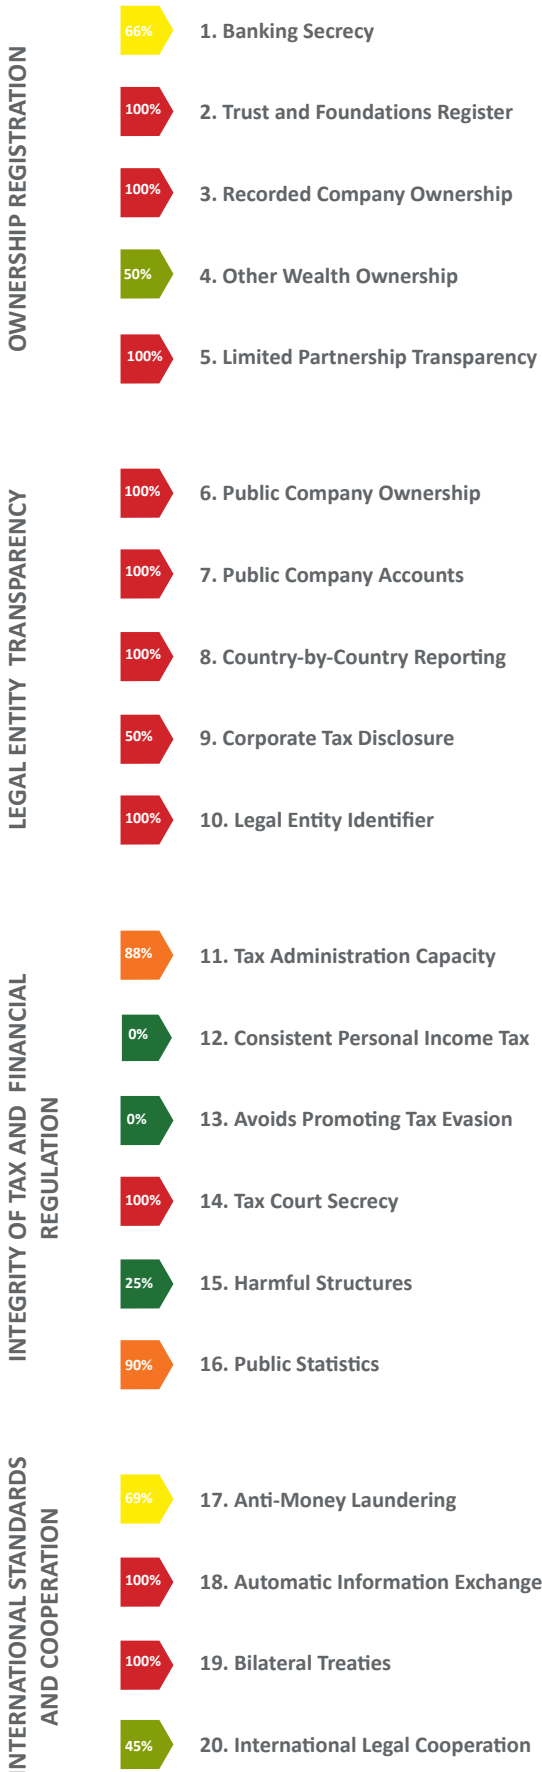 OWNERSHIP REGISTRATION
66% 1. Banking Secrecy
100% 2. Trust and Foundations Register
100% 3. Recorded Company Ownership
50% 4. Other Wealth Ownership
100% 5. Limited Partnership Transparency
LEGAL ENTITY TRANSPARENCY
100% 6. Public Company Ownership
100% 7. Public Company Accounts
100% 8. Country-by-Country Reporting
50% 9. Corporate Tax Disclosure
100% 10. Legal Entity Identifier
INTEGRITY OF TAX AND FINANCIAL
REGULATION
88% 11. Tax Administration Capacity
0% 12. Consistent Personal Income Tax
0% 13. Avoids Promoting Tax Evasion
100% 14. Tax Court Secrecy
25% 15. Harmful Structures
90% 16. Public Statistics
INTERNATIONAL STANDARDS
AND COOPERATION
69% 17. Anti-Money Laundering
100% 18. Automatic Information Exchange
100% 19. Bilateral Treaties
45% 20. International Legal Cooperation